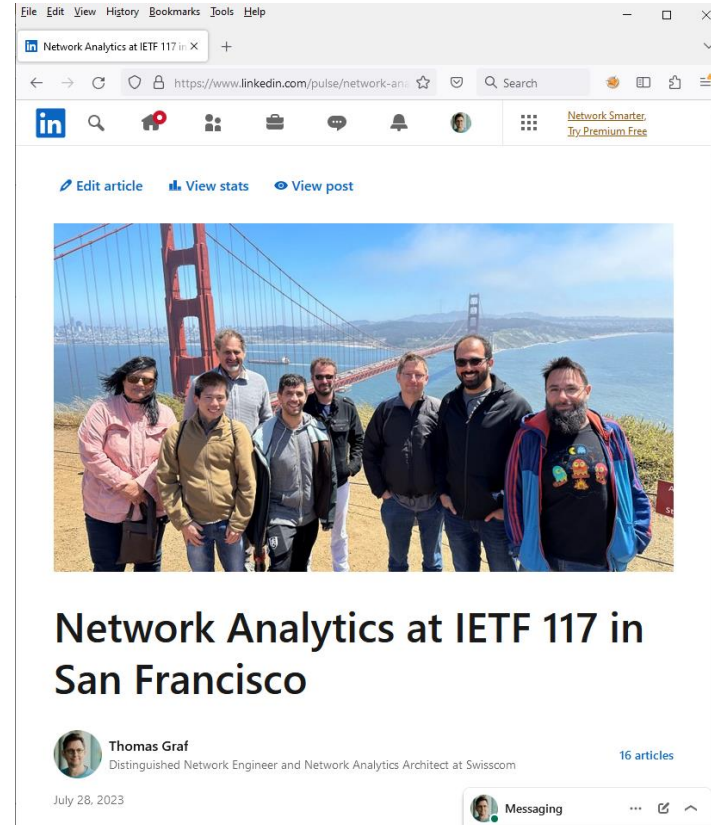 File Edit View History Bookmarks Tools Help
in Network Analytics at IETF 117 in
https://www.linkedin.com/pulse/network-ana
Search
in
Network Smarter,
Try Premium Free
Edit article View stats View post
Network Analytics at IETF 117 in
San Francisco
Thomas Graf
Distinguished Network Engineer and Network Analytics Architect at Swisscom
16 articles
July 28, 2023
Messaging